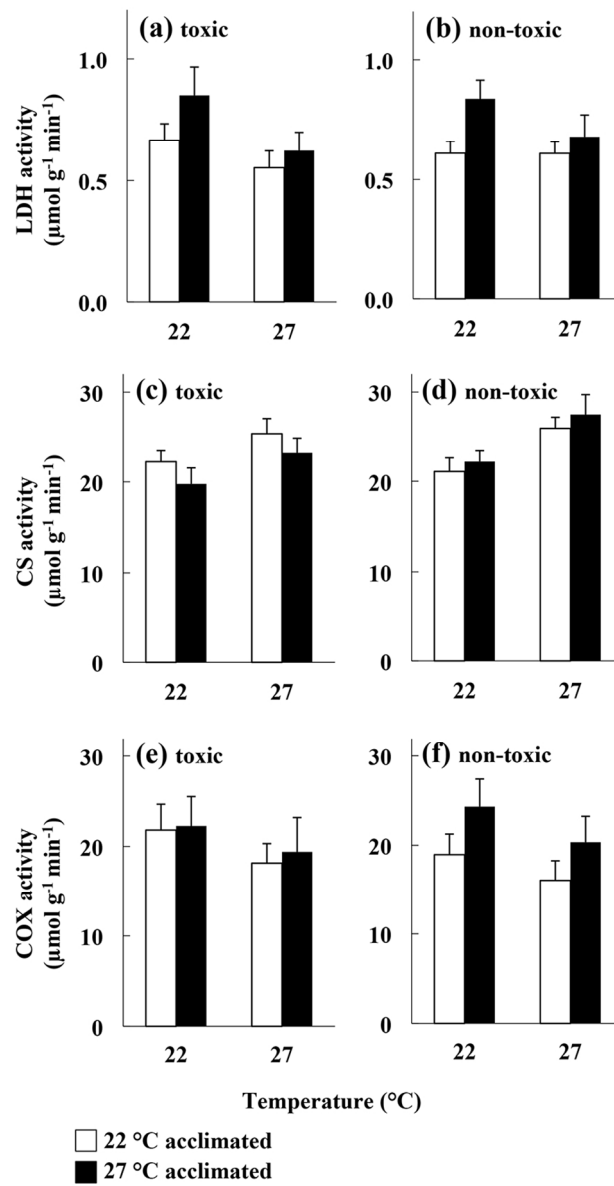 (a) toxic
(b) non-toxic
LDH activity
(µmol g⁻¹ min⁻¹)
1.0
0.5
0.0
22 27
1.0
0.5
0.0
22 27
(c) toxic
(d) non-toxic
CS activity
(µmol g⁻¹ min⁻¹)
30
20
10
0
22 27
30
20
10
0
22 27
(e) toxic
(f) non-toxic
COX activity
(µmol g⁻¹ min⁻¹)
30
20
10
0
22 27
30
20
10
0
22 27
Temperature (°C)
22 °C acclimated
27 °C acclimated